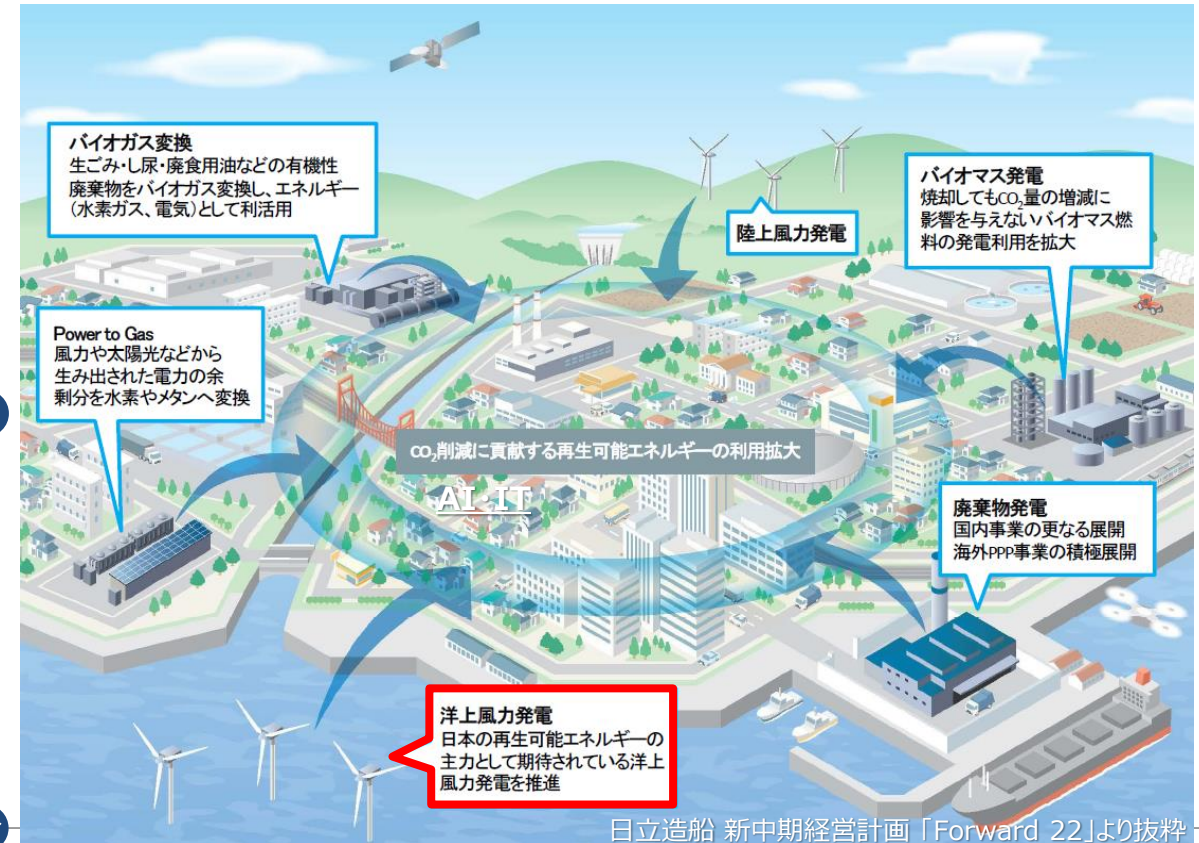 バイオガス変換
生ごみ・し尿・廃食用油などの有機性
廃棄物をバイオガス変換し、エネルギー
（水素ガス、電気）として利活用
陸上風力発電
バイオマス発電
焼却してもCO₂量の増減に
影響を与えないバイオマス燃
料の発電利用を拡大
Power to Gas
風力や太陽光などから
生み出された電力の余
剰分を水素やメタンへ変換
CO₂削減に貢献する再生可能エネルギーの利用拡大
AI・IT
廃棄物発電
国内事業の更なる展開
海外PPP事業の積極展開
洋上風力発電
日本の再生可能エネルギーの
主力として期待されている洋上
風力発電を推進
日立造船 新中期経営計画 「Forward 22」より抜粋